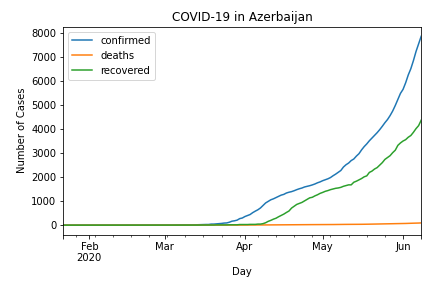 COVID-19 in Azerbaijan
8000
7000
6000
5000
4000
3000
2000
1000
0
Number of Cases
confirmed
deaths
recovered
Feb
2020
Mar
Apr
May
Jun
Day